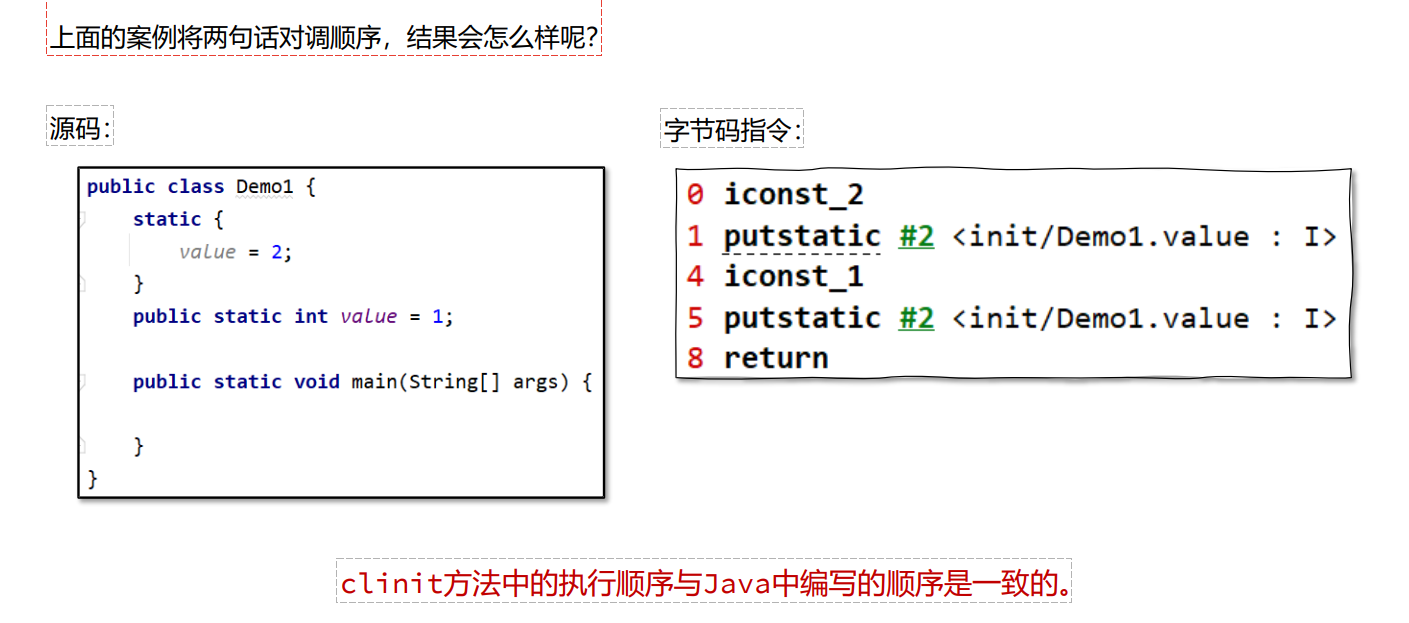 上面的案例将两句话对调顺序，结果会怎么样呢？
源码：
public class Demo1 {
static {
value = 2;
}
public static int value = 1;
public static void main(String[] args) {
}
}
字节码指令：
0 iconst_2
1 putstatic #2 <init/Demo1.value : I>
4 iconst_1
5 putstatic #2 <init/Demo1.value : I>
8 return
clinit方法中的执行顺序与Java中编写的顺序是一致的。